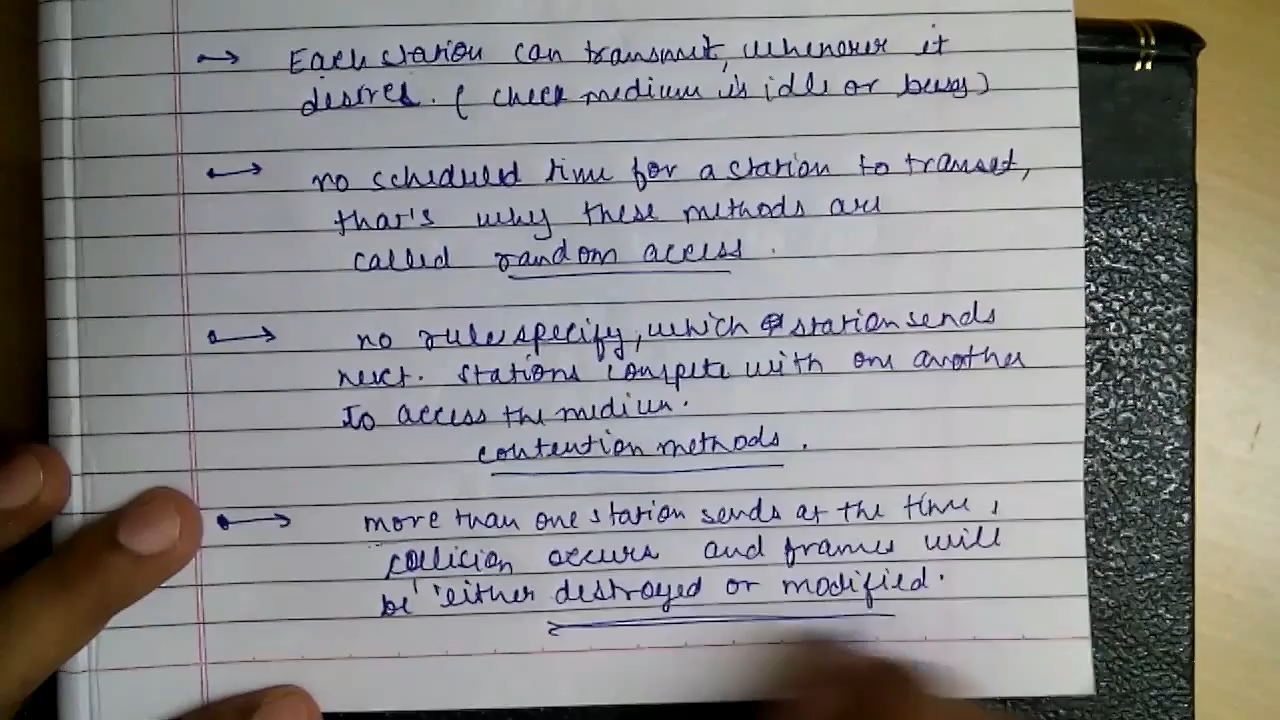 → Each station can transmit, whenever it
desires. ( check medium is idle or busy)
→ no scheduled time for a station to transet,
that's why these methods are
called random access.
→ no rule specify, which station sends
next. stations compete with one another
To access the medium.
contention methods.
→ more than one station sends at the time,
collicion occurs and frames will
be either destroyed or modified.